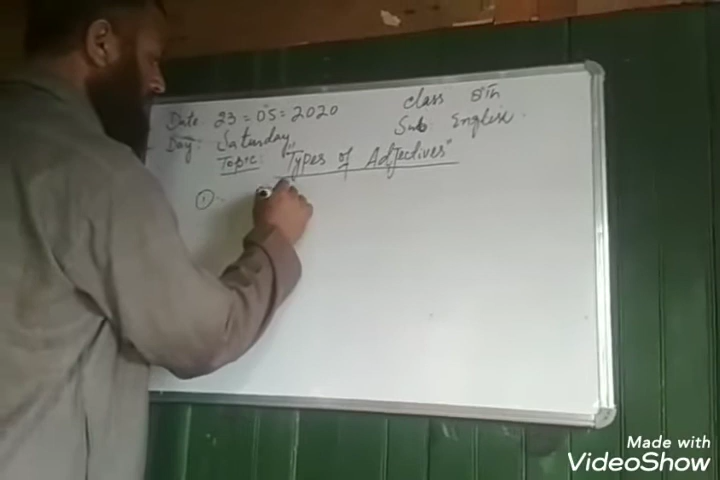 Date: 23 = 05 = 2020 Class 8th
Day: Saturday Sub English.
Topic: "Types of Adjectives"
①-
Made with
VideoShow